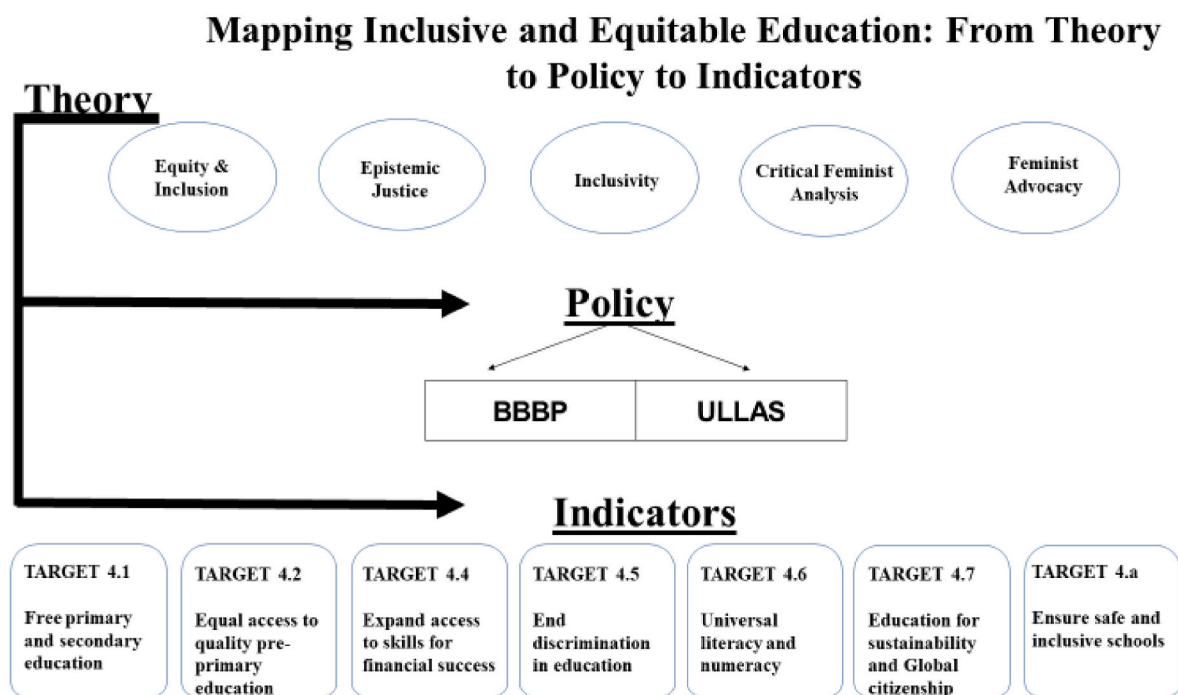 Mapping Inclusive and Equitable Education: From Theory
to Policy to Indicators
Theory
Equity &
Inclusion
Epistemic
Justice
Inclusivity
Critical Feminist
Analysis
Feminist
Advocacy
Policy
BBBP
ULLAS
Indicators
TARGET 4.1
Free primary
and secondary
education
TARGET 4.2
Equal access to
quality pre-
primary
education
TARGET 4.4
Expand access
to skills for
financial success
TARGET 4.5
End
discrimination
in education
TARGET 4.6
Universal
literacy and
numeracy
TARGET 4.7
Education for
sustainability
and Global
citizenship
TARGET 4.a
Ensure safe and
inclusive schools